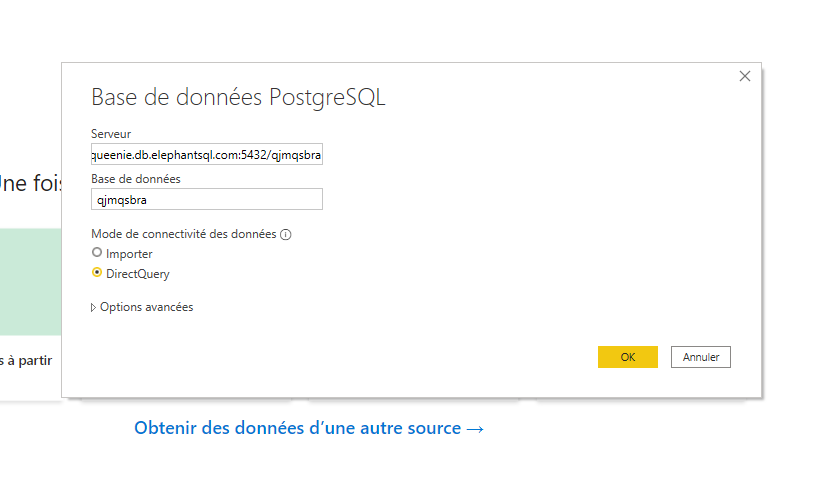 Base de données PostgreSQL
Serveur
queenie.db.elephantsql.com:5432/qjmqsbra
Base de données
qjmqsbra
Mode de connectivité des données
Importer
DirectQuery
Options avancées
OK
Annuler
Une fois
s à partir
Obtenir des données d'une autre source →